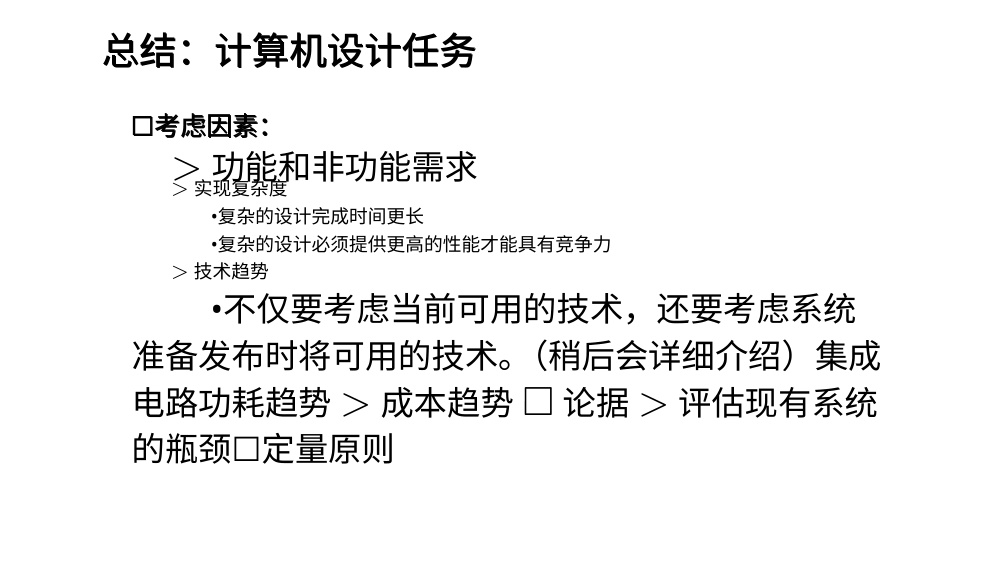 总结：计算机设计任务
□考虑因素：
＞ 功能和非功能需求
＞ 实现复杂度
•复杂的设计完成时间更长
•复杂的设计必须提供更高的性能才能具有竞争力
＞ 技术趋势
•不仅要考虑当前可用的技术，还要考虑系统
准备发布时将可用的技术。（稍后会详细介绍）集成
电路功耗趋势 ＞ 成本趋势 □ 论据 ＞ 评估现有系统
的瓶颈□定量原则